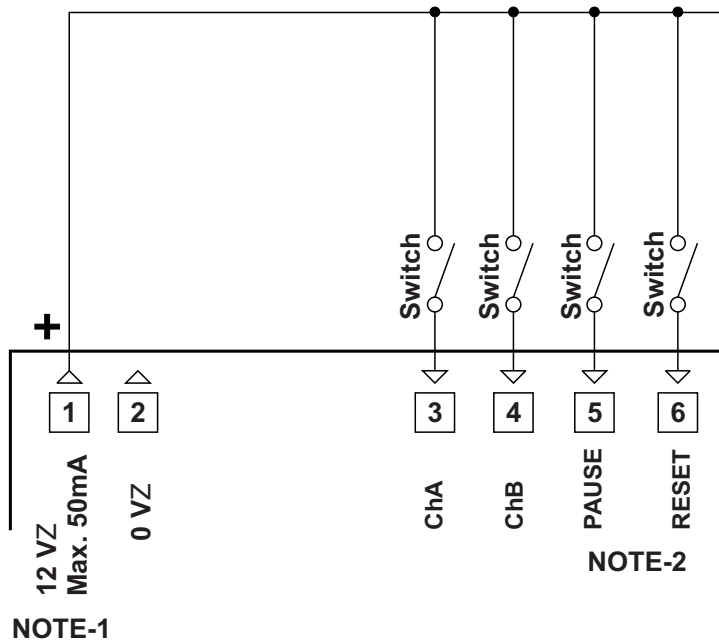 +
Switch
Switch
Switch
Switch
1
2
3
4
5
6
12 VZ
Max. 50mA
0 VZ
ChA
ChB
PAUSE
RESET
NOTE-2
NOTE-1